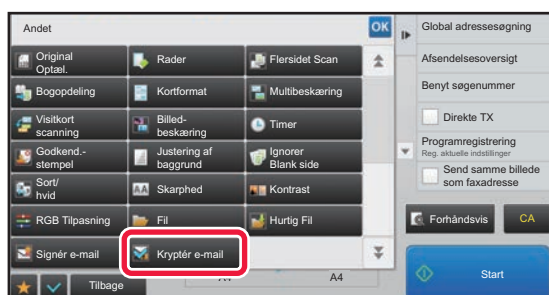 Andet
OK
Original
Optæl.
Rader
Flersidet Scan
Bogopdeling
Kortformat
Multibeskæring
Visitkort
scanning
Billed-
beskæring
Timer
Godkend.-
stempel
Justering af
baggrund
Ignorer
Blank side
Sort/
hvid
Skarphed
Kontrast
RGB Tilpasning
Fil
Hurtig Fil
Signér e-mail
Kryptér e-mail
Tilbage
A4
Global adressesøgning
Afsendelsesoversigt
Benyt søgenummer
Direkte TX
Programregistrering
Reg. aktuelle indstillinger
Send samme billede
som faxadresse
Forhåndsvis
CA
Start